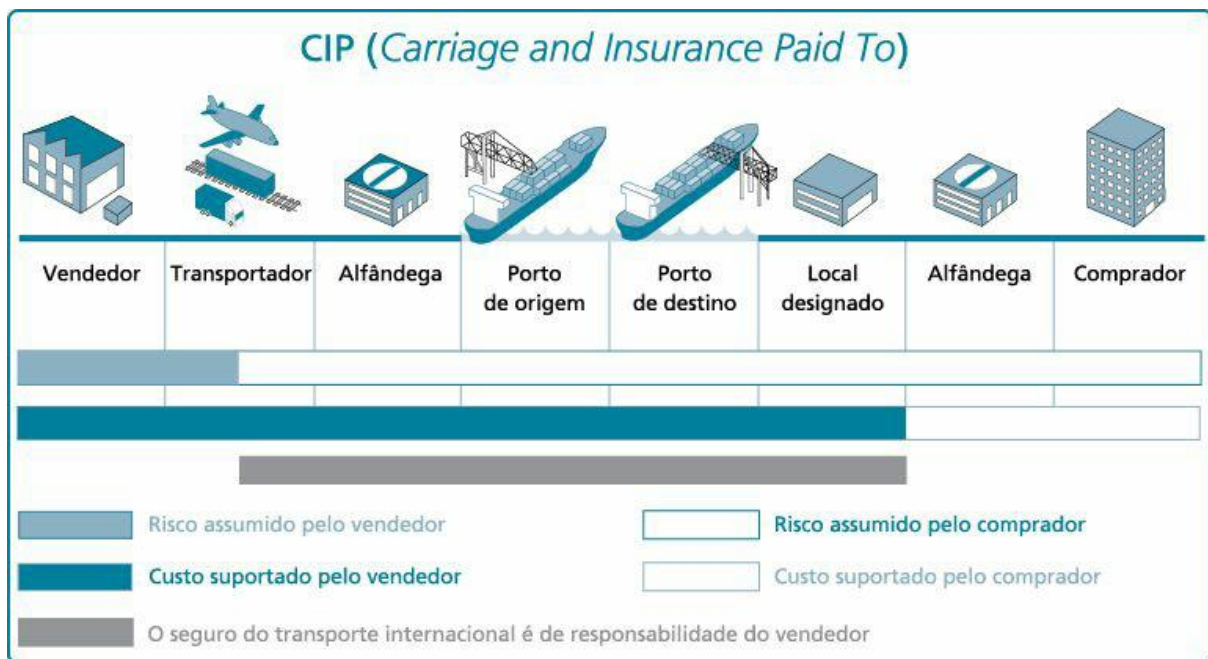 CIP (Carriage and Insurance Paid To)
Vendedor
Transportador
Alfândega
Porto
de origem
Porto
de destino
Local
designado
Alfândega
Comprador
Risco assumido pelo vendedor
Risco assumido pelo comprador
Custo suportado pelo vendedor
Custo suportado pelo comprador
O seguro do transporte internacional é de responsabilidade do vendedor